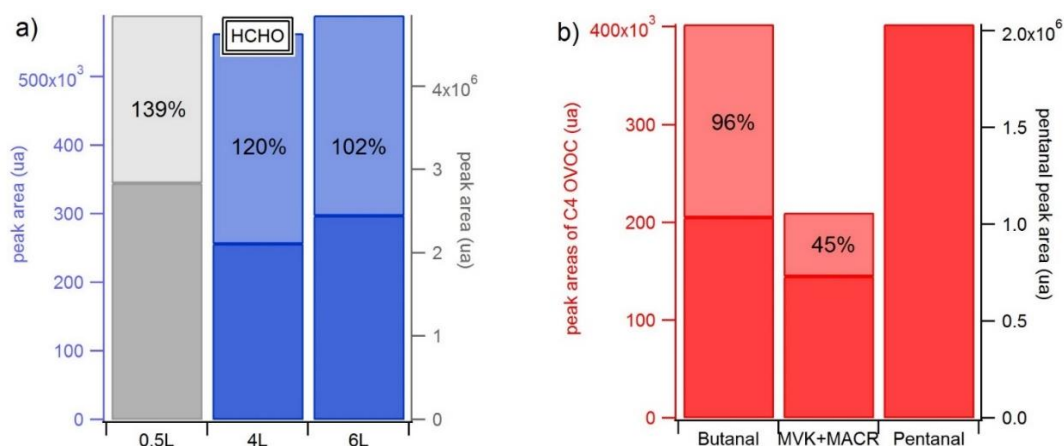 a)
HCHO
peak area (ua)
500x10³
400
300
200
100
0
139%
120%
102%
4x10⁶
3
2
1
0
peak area (ua)
0.5L
4L
6L
b)
peak areas of C4 OVOC (ua)
400x10³
300
200
100
0
96%
45%
2.0x10⁶
1.5
1.0
0.5
0.0
pentanal peak area (ua)
Butanal
MVK+MACR
Pentanal